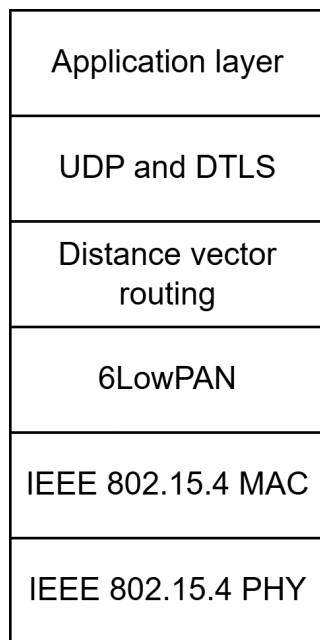 Application layer
UDP and DTLS
Distance vector
routing
6LowPAN
IEEE 802.15.4 MAC
IEEE 802.15.4 PHY